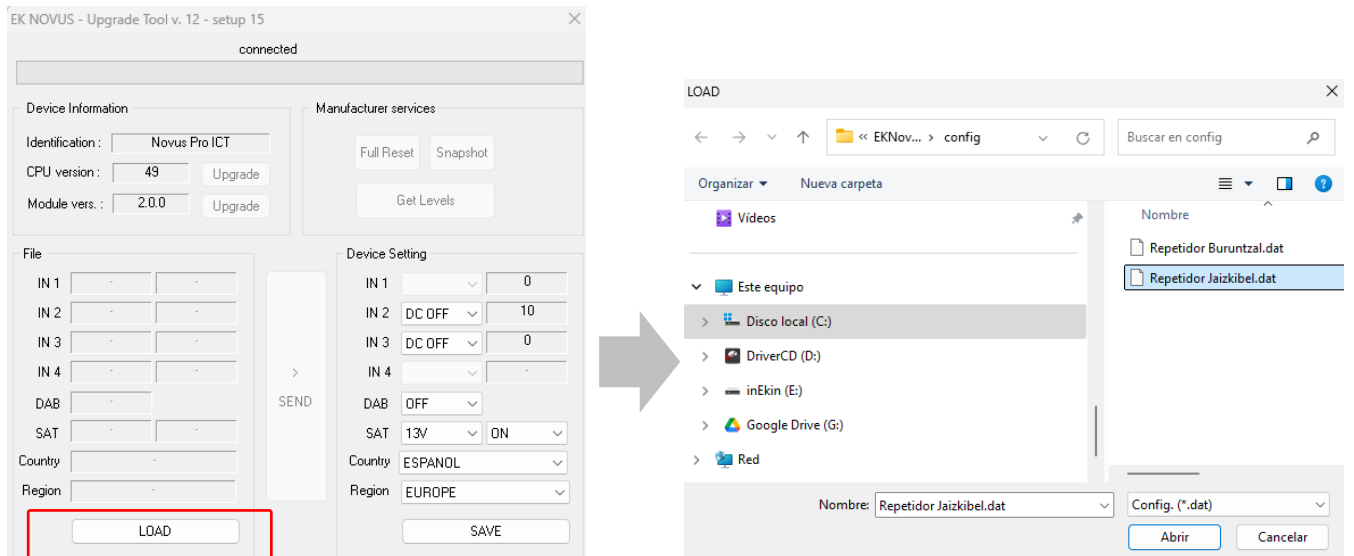 EK NOVUS - Upgrade Tool v. 12 - setup 15
connected
Device Information
Identification : Novus Pro ICT
CPU version : 49 Upgrade
Module vers. : 2.0.0 Upgrade
Manufacturer services
Full Reset Snapshot
Get Levels
File
IN 1 - -
IN 2 - -
IN 3 - -
IN 4 - -
DAB -
SAT - -
Country -
Region -
LOAD
>
SEND
Device Setting
IN 1 0
IN 2 DC OFF 10
IN 3 DC OFF 0
IN 4 -
DAB OFF
SAT 13V ON
Country ESPANOL
Region EUROPE
SAVE
LOAD
« EKNov... › config
Buscar en config
Organizar Nueva carpeta
Vídeos
Este equipo
Disco local (C:)
DriverCD (D:)
inEkin (E:)
Google Drive (G:)
Red
Nombre
Repetidor Buruntzal.dat
Repetidor Jaizkibel.dat
Nombre: Repetidor Jaizkibel.dat
Config. (*.dat)
Abrir Cancelar